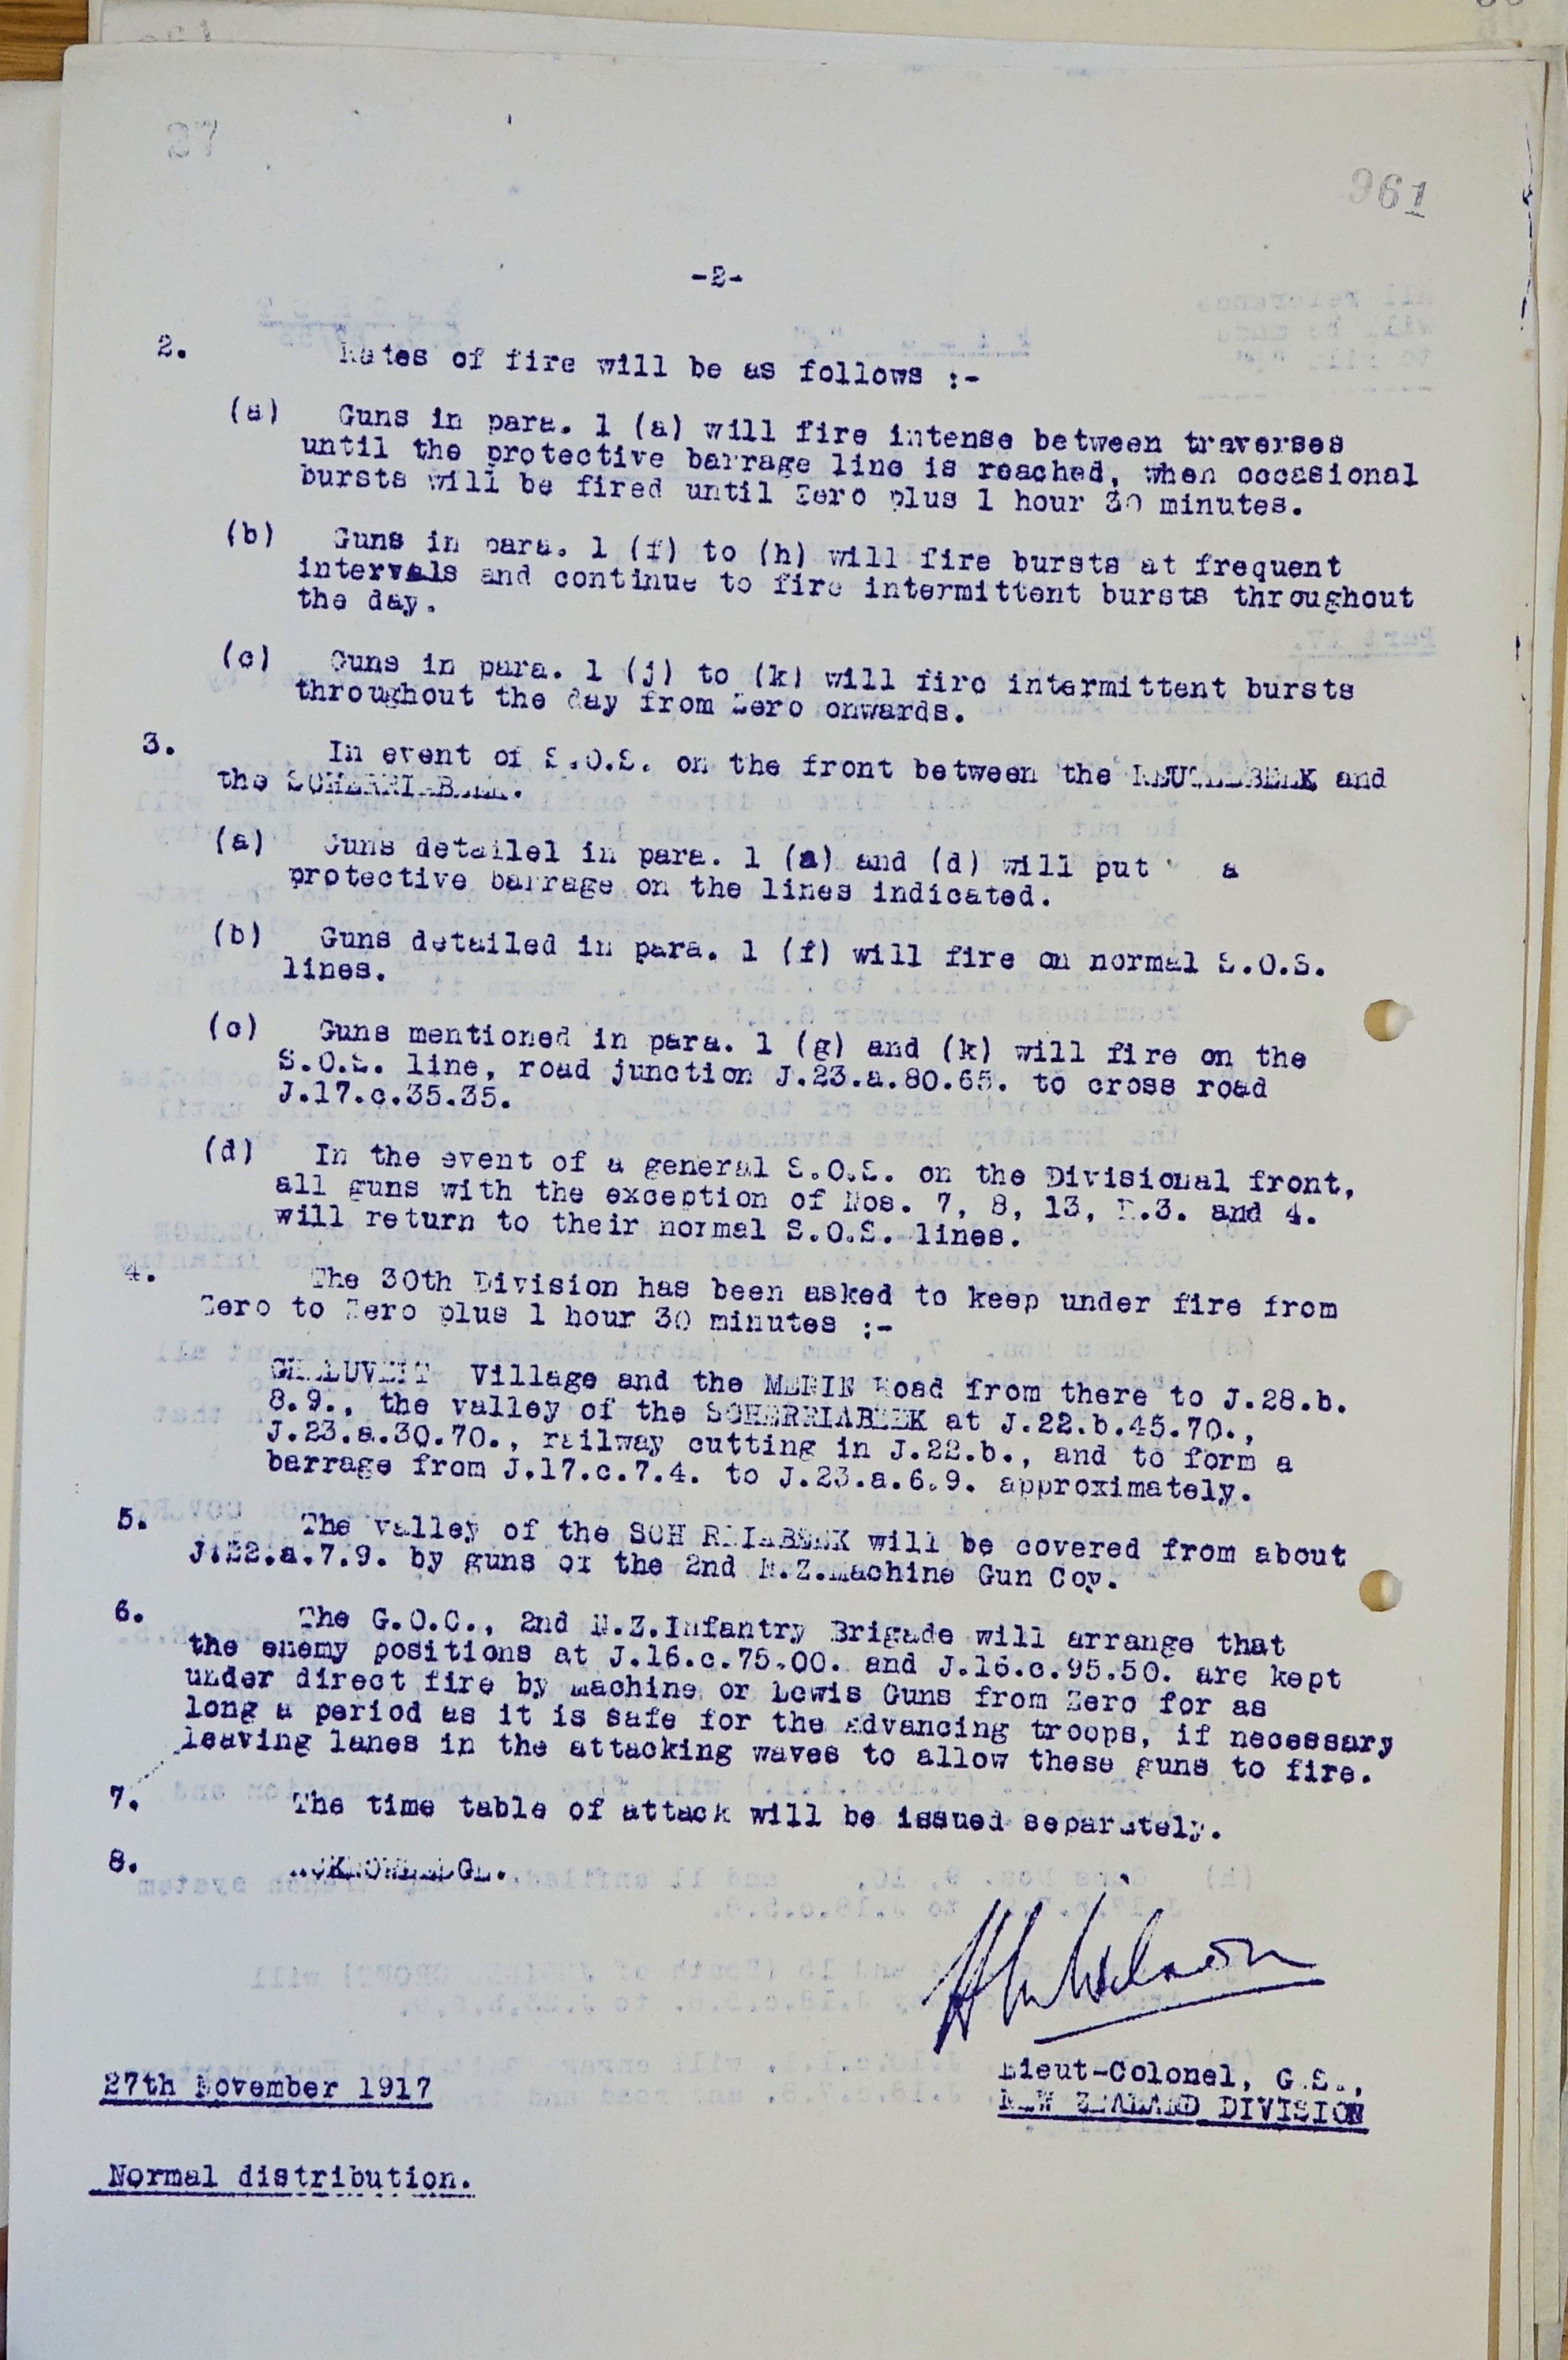 37
961
-2-
2. Rates of fire will be as follows :-
(a) Guns in para. 1 (a) will fire intense between traverses
until the protective barrage line is reached, when occasional
bursts will be fired until Zero plus 1 hour 30 minutes.
(b) Guns in para. 1 (f) to (h) will fire bursts at frequent
intervals and continue to fire intermittent bursts throughout
the day.
(c) Guns in para. 1 (j) to (k) will fire intermittent bursts
throughout the day from Zero onwards.
3. In event of S.O.S. on the front between the REUTELBEEK and
the SCHERRIABEEK.
(a) Guns detailel in para. 1 (a) and (d) will put a
protective barrage on the lines indicated.
(b) Guns detailed in para. 1 (f) will fire on normal S.O.S.
lines.
(c) Guns mentioned in para. 1 (g) and (k) will fire on the
S.O.S. line, road junction J.23.a.80.65. to cross road
J.17.c.35.35.
(d) In the event of a general S.O.S. on the Divisional front,
all guns with the exception of Nos. 7, 8, 13, 3. and 4.
will return to their normal S.O.S. lines.
4. The 30th Division has been asked to keep under fire from
Zero to Zero plus 1 hour 30 minutes :-
GHELUVELT Village and the MENIN Road from there to J.28.b.
8.9., the valley of the SCHERRIABEEK at J.22.b.45.70.,
J.23.a.30.70., railway cutting in J.22.b., and to form a
barrage from J.17.c.7.4. to J.23.a.6.9. approximately.
5. The valley of the SCHERRIABEEK will be covered from about
J.22.a.7.9. by guns of the 2nd N.Z.Machine Gun Coy.
6. The G.O.C., 2nd N.Z.Infantry Brigade will arrange that
the enemy positions at J.16.c.75.00. and J.16.c.95.50. are kept
under direct fire by Machine or Lewis Guns from Zero for as
long a period as it is safe for the advancing troops, if necessary
leaving lanes in the attacking waves to allow these guns to fire.
7. The time table of attack will be issued separately.
8. ACKNOWLEDGE.
Wilson
Lieut-Colonel, G.S.,
NEW ZEALAND DIVISION
27th November 1917
Normal distribution.